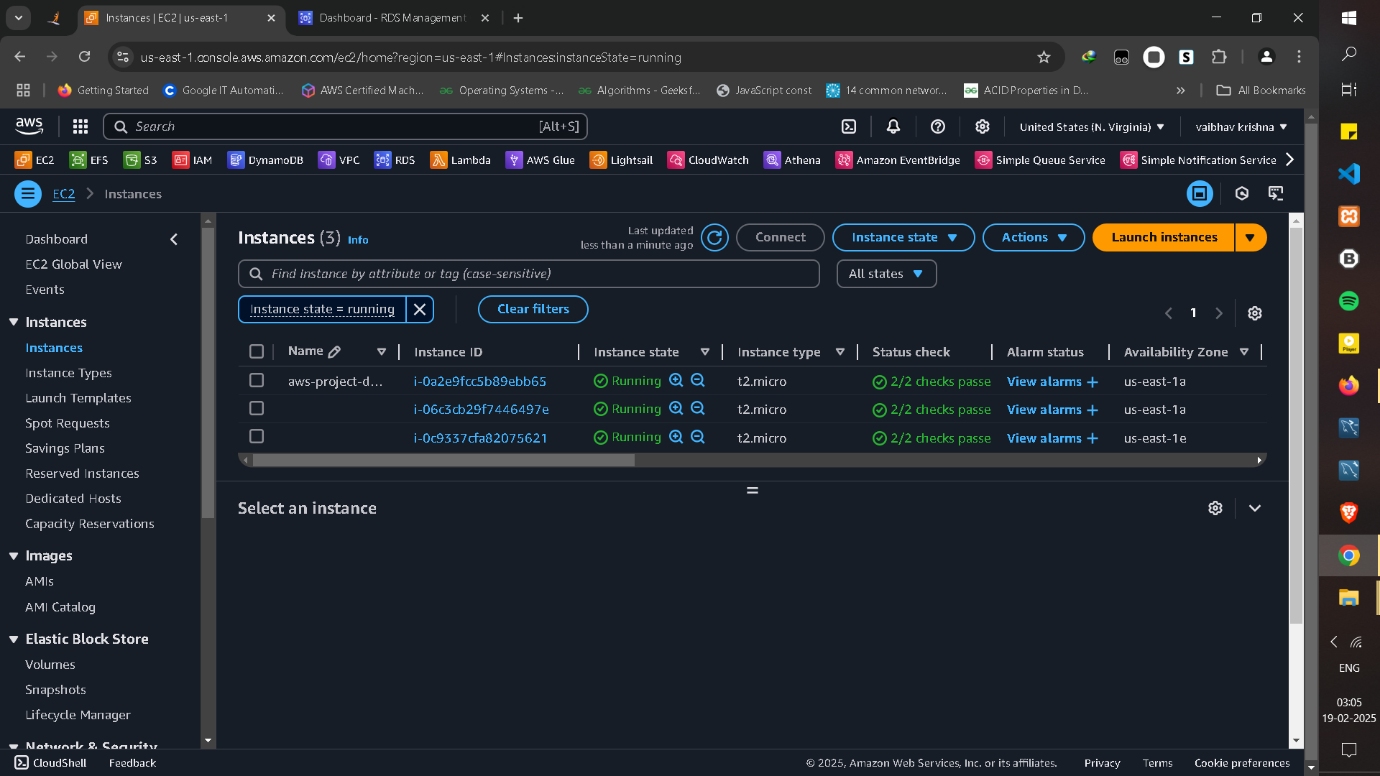 Instances | EC2 | us-east-1
Dashboard - RDS Management
us-east-1.console.aws.amazon.com/ec2/home?region=us-east-1#Instances:instanceState=running
Getting Started
Google IT Automati...
AWS Certified Mach...
Operating Systems -...
Algorithms - Geeksf...
JavaScript const
14 common networ...
ACID Properties in D...
All Bookmarks
aws
Search
[Alt+S]
United States (N. Virginia)
vaibhav krishna
EC2
EFS
S3
IAM
DynamoDB
VPC
RDS
Lambda
AWS Glue
Lightsail
CloudWatch
Athena
Amazon EventBridge
Simple Queue Service
Simple Notification Service
EC2
Instances
Dashboard
EC2 Global View
Events
Instances
Instances
Instance Types
Launch Templates
Spot Requests
Savings Plans
Reserved Instances
Dedicated Hosts
Capacity Reservations
Images
AMIs
AMI Catalog
Elastic Block Store
Volumes
Snapshots
Lifecycle Manager
Network & Security
Instances (3) Info
Last updated
less than a minute ago
Connect
Instance state
Actions
Launch instances
Find Instance by attribute or tag (case-sensitive)
All states
Instance state = running
Clear filters
1
Name Instance ID Instance state Instance type Status check Alarm status Availability Zone
aws-project-d... i-0a2e9fcc5b89ebb65 Running t2.micro 2/2 checks passe View alarms + us-east-1a
i-06c3cb29f7446497e Running t2.micro 2/2 checks passe View alarms + us-east-1a
i-0c9337cfa82075621 Running t2.micro 2/2 checks passe View alarms + us-east-1e
Select an instance
CloudShell
Feedback
© 2025, Amazon Web Services, Inc. or its affiliates.
Privacy
Terms
Cookie preferences
ENG
03:05
19-02-2025